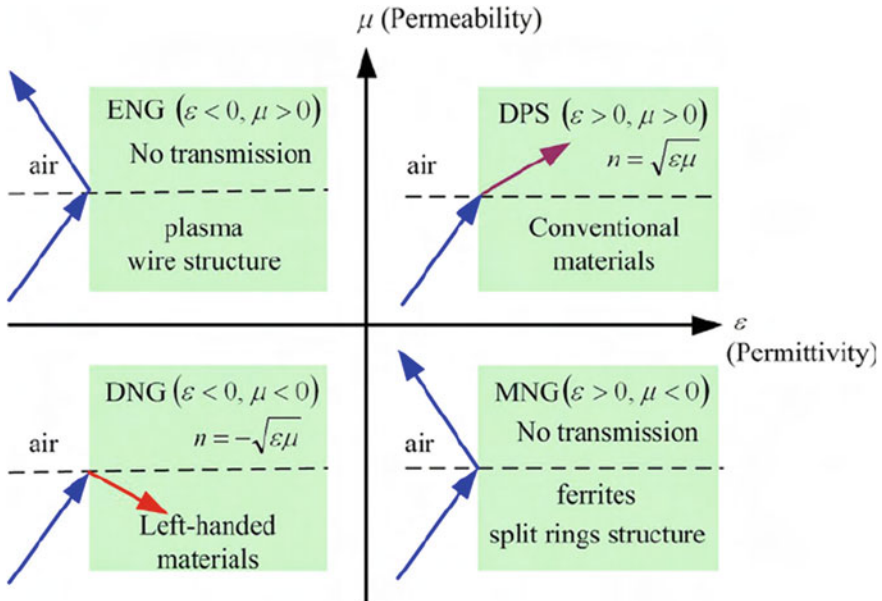 μ (Permeability)
ENG (ε < 0, μ > 0)
No transmission
air
plasma
wire structure
DPS (ε > 0, μ > 0)
n = √εμ
air
Conventional
materials
ε
(Permittivity)
DNG (ε < 0, μ < 0)
n = −√εμ
air
Left-handed
materials
MNG (ε > 0, μ < 0)
No transmission
air
ferrites
split rings structure